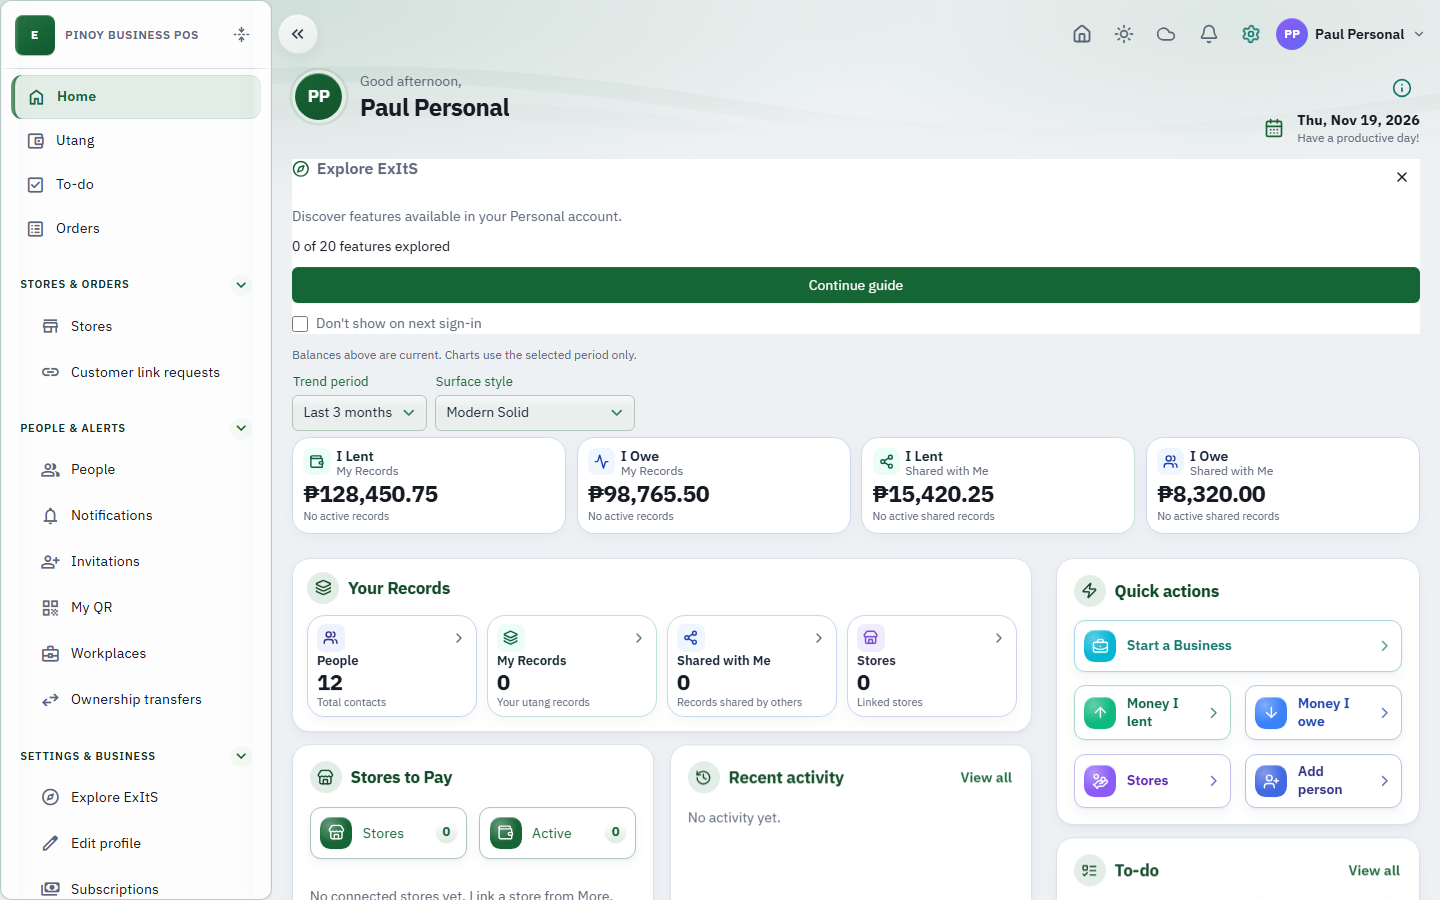 E
PINOY BUSINESS POS
Home
Utang
To-do
Orders
STORES & ORDERS
Stores
Customer link requests
PEOPLE & ALERTS
People
Notifications
Invitations
My QR
Workplaces
Ownership transfers
SETTINGS & BUSINESS
Explore ExItS
Edit profile
Subscriptions
PP
Paul Personal
PP
Good afternoon,
Paul Personal
Thu, Nov 19, 2026
Have a productive day!
Explore ExItS
Discover features available in your Personal account.
0 of 20 features explored
Continue guide
Don't show on next sign-in
Balances above are current. Charts use the selected period only.
Trend period
Surface style
Last 3 months
Modern Solid
I Lent
My Records
₱128,450.75
No active records
I Owe
My Records
₱98,765.50
No active records
I Lent
Shared with Me
₱15,420.25
No active shared records
I Owe
Shared with Me
₱8,320.00
No active shared records
Your Records
People
12
Total contacts
My Records
0
Your utang records
Shared with Me
0
Records shared by others
Stores
0
Linked stores
Quick actions
Start a Business
Money I
lent
Money I
owe
Stores
Add
person
Stores to Pay
Stores
0
Active
0
No connected stores yet. Link a store from More.
Recent activity
View all
No activity yet.
To-do
View all